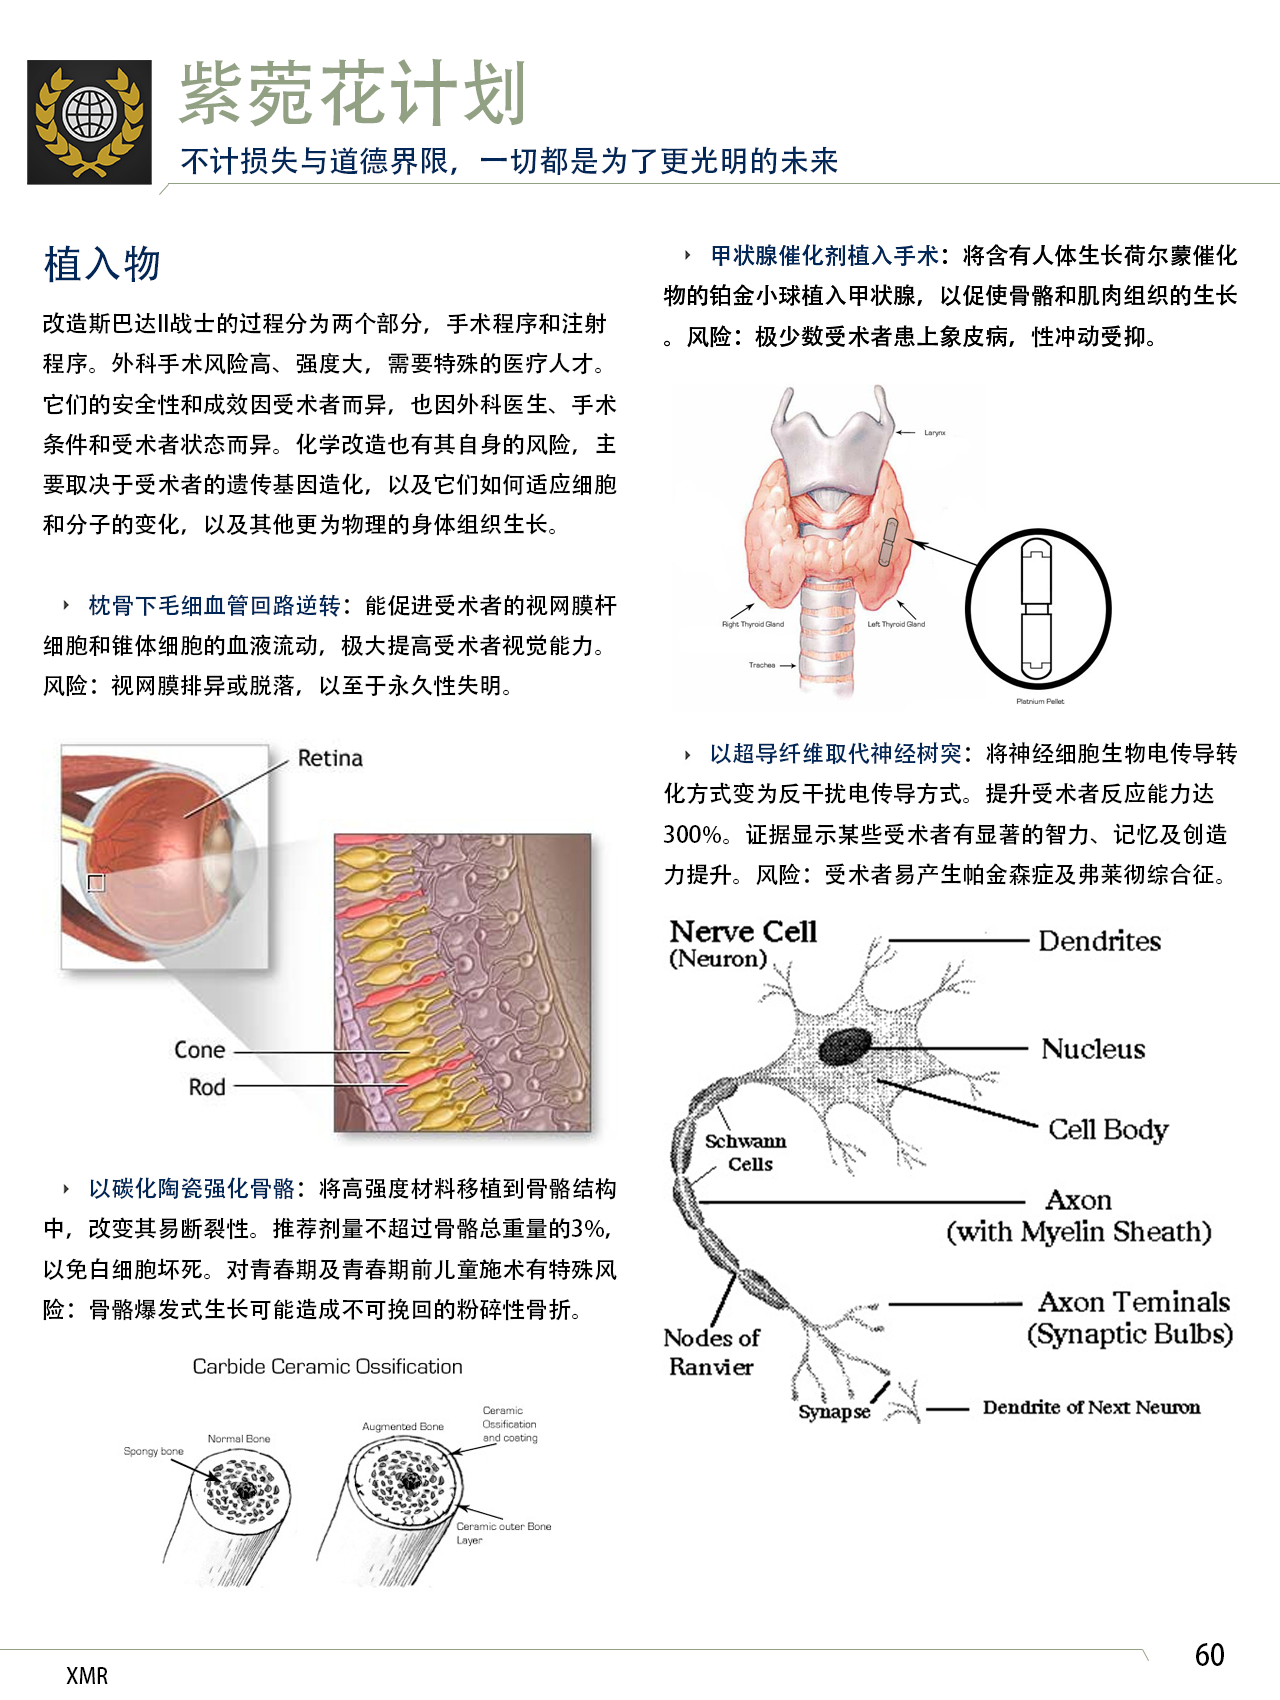 紫菀花计划
不计损失与道德界限，一切都是为了更光明的未来
植入物
改造斯巴达II战士的过程分为两个部分，手术程序和注射
程序。外科手术风险高、强度大，需要特殊的医疗人才。
它们的安全性和成效因受术者而异，也因外科医生、手术
条件和受术者状态而异。化学改造也有其自身的风险，主
要取决于受术者的遗传基因造化，以及它们如何适应细胞
和分子的变化，以及其他更为物理的身体组织生长。
枕骨下毛细血管回路逆转：能促进受术者的视网膜杆
细胞和锥体细胞的血液流动，极大提高受术者视觉能力。
风险：视网膜排异或脱落，以至于永久性失明。
Retina
Cone
Rod
以碳化陶瓷强化骨骼：将高强度材料移植到骨骼结构
中，改变其易断裂性。推荐剂量不超过骨骼总重量的3%，
以免白细胞坏死。对青春期及青春期前儿童施术有特殊风
险：骨骼爆发式生长可能造成不可挽回的粉碎性骨折。
Carbide Ceramic Ossification
Spongy bone
Normal Bone
Augmented Bone
Ceramic
Ossification
and coating
Ceramic outer Bone
Layer
甲状腺催化剂植入手术：将含有人体生长荷尔蒙催化
物的铂金小球植入甲状腺，以促使骨骼和肌肉组织的生长
。风险：极少数受术者患上象皮病，性冲动受抑。
Larynx
Right Thyroid Gland
Left Thyroid Gland
Trachea
Platnium Pellet
以超导纤维取代神经树突：将神经细胞生物电传导转
化方式变为反干扰电传导方式。提升受术者反应能力达
300%。证据显示某些受术者有显著的智力、记忆及创造
力提升。风险：受术者易产生帕金森症及弗莱彻综合征。
Nerve Cell
(Neuron)
Dendrites
Nucleus
Cell Body
Schwann
Cells
Axon
(with Myelin Sheath)
Axon Teminals
(Synaptic Bulbs)
Nodes of
Ranvier
Synapse
Dendrite of Next Neuron
60
XMR